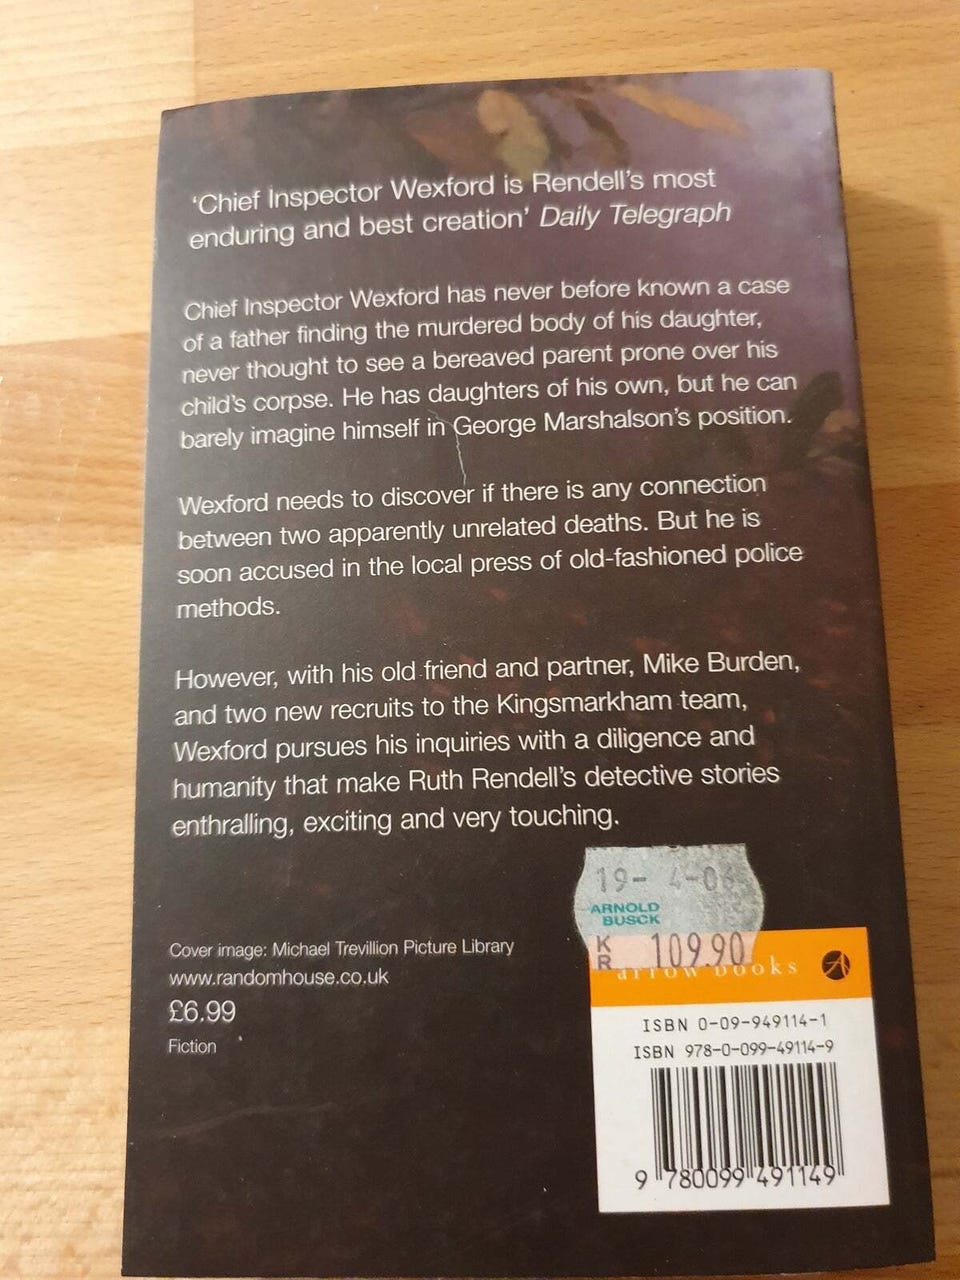 ‘Chief Inspector Wexford is Rendell’s most
enduring and best creation’ Daily Telegraph
Chief Inspector Wexford has never before known a case
of a father finding the murdered body of his daughter,
never thought to see a bereaved parent prone over his
child’s corpse. He has daughters of his own, but he can
barely imagine himself in George Marshalson’s position.
Wexford needs to discover if there is any connection
between two apparently unrelated deaths. But he is
soon accused in the local press of old-fashioned police
methods.
However, with his old friend and partner, Mike Burden,
and two new recruits to the Kingsmarkham team,
Wexford pursues his inquiries with a diligence and
humanity that make Ruth Rendell’s detective stories
enthralling, exciting and very touching.
Cover image: Michael Trevillion Picture Library
www.randomhouse.co.uk
£6.99
Fiction
19- 4-06
ARNOLD
BUSCK
KR 109.90
arrow books
ISBN 0-09-949114-1
ISBN 978-0-099-49114-9
9 780099 491149